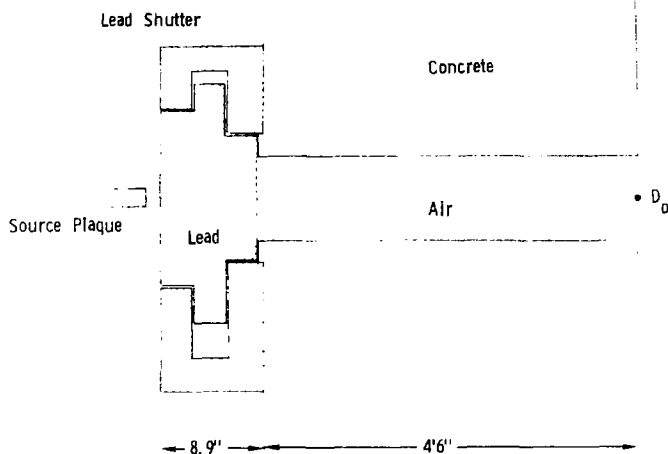 Lead Shutter
Concrete
Source Plaque
Lead
Air
D₀
8.9"
4'6"